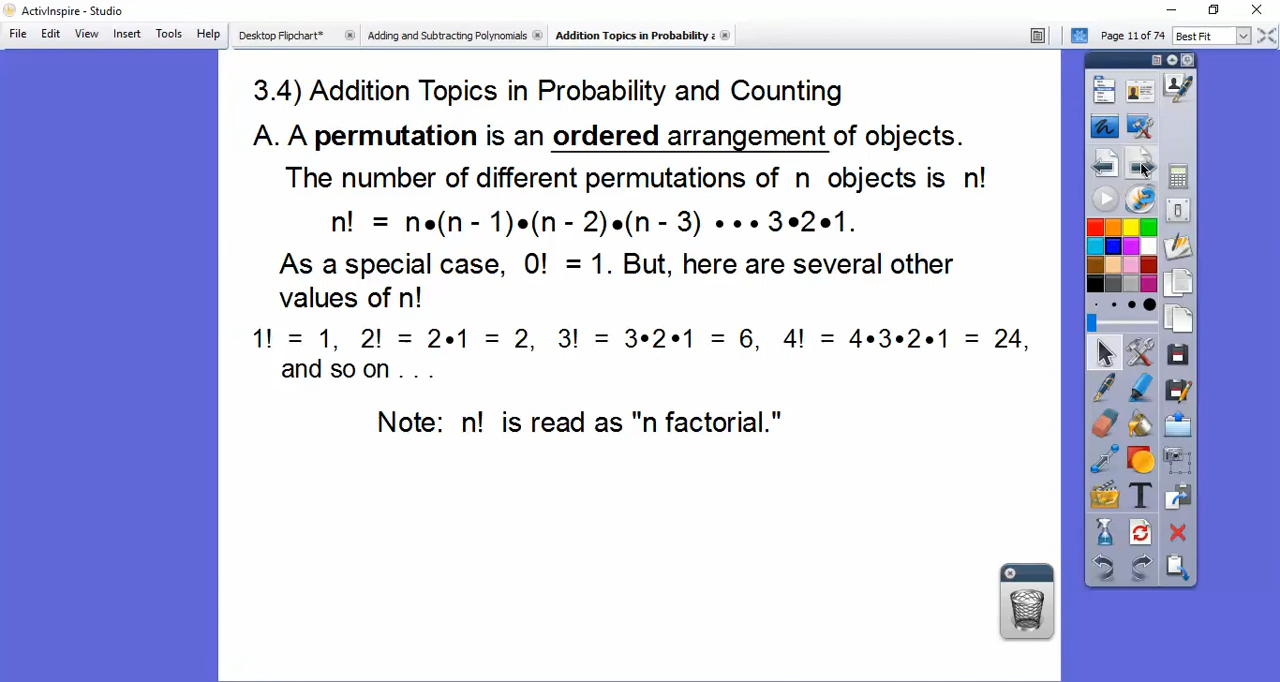 ActivInspire - Studio
File Edit View Insert Tools Help
Desktop Flipchart* Adding and Subtracting Polynomials Addition Topics in Probability a Page 11 of 74 Best Fit
3.4) Addition Topics in Probability and Counting
A. A permutation is an ordered arrangement of objects.
The number of different permutations of n objects is n!
n! = n•(n - 1)•(n - 2)•(n - 3) • • • 3•2•1.
As a special case, 0! = 1. But, here are several other
values of n!
1! = 1, 2! = 2•1 = 2, 3! = 3•2•1 = 6, 4! = 4•3•2•1 = 24,
and so on . . .
Note: n! is read as "n factorial."